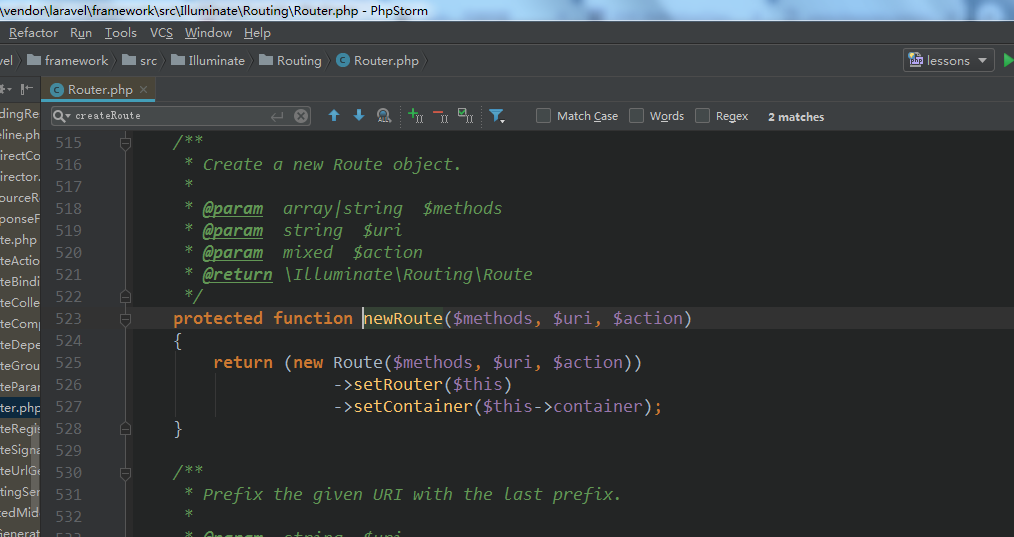 \vendor\laravel\framework\src\Illuminate\Routing\Router.php - PhpStorm
Refactor Run Tools VCS Window Help
vel framework src Illuminate Routing Router.php lessons
Router.php
createRoute Match Case Words Regex 2 matches
dingRe
eline.ph
irectCo
irector.
ourceR
ponseF
te.php
teActio
teBindi
teColle
teComp
teDepe
teGrou
teParam
ter.php
teRegis
teSigna
teUrlGe
tingSer
tedMid
Generat
515 /**
516 * Create a new Route object.
517 *
518 * @param array|string $methods
519 * @param string $uri
520 * @param mixed $action
521 * @return \Illuminate\Routing\Route
522 */
523 protected function newRoute($methods, $uri, $action)
524 {
525 return (new Route($methods, $uri, $action))
526 ->setRouter($this)
527 ->setContainer($this->container);
528 }
529
530 /**
531 * Prefix the given URI with the last prefix.
532 *
533 * @param string $uri